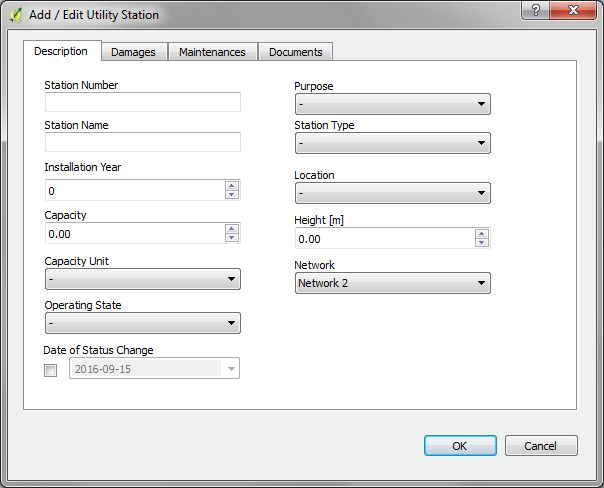 Add / Edit Utility Station
Description Damages Maintenances Documents
Station Number
Station Name
Installation Year
0
Capacity
0.00
Capacity Unit
-
Operating State
-
Date of Status Change
2016-09-15
Purpose
-
Station Type
-
Location
-
Height [m]
0.00
Network
Network 2
OK Cancel